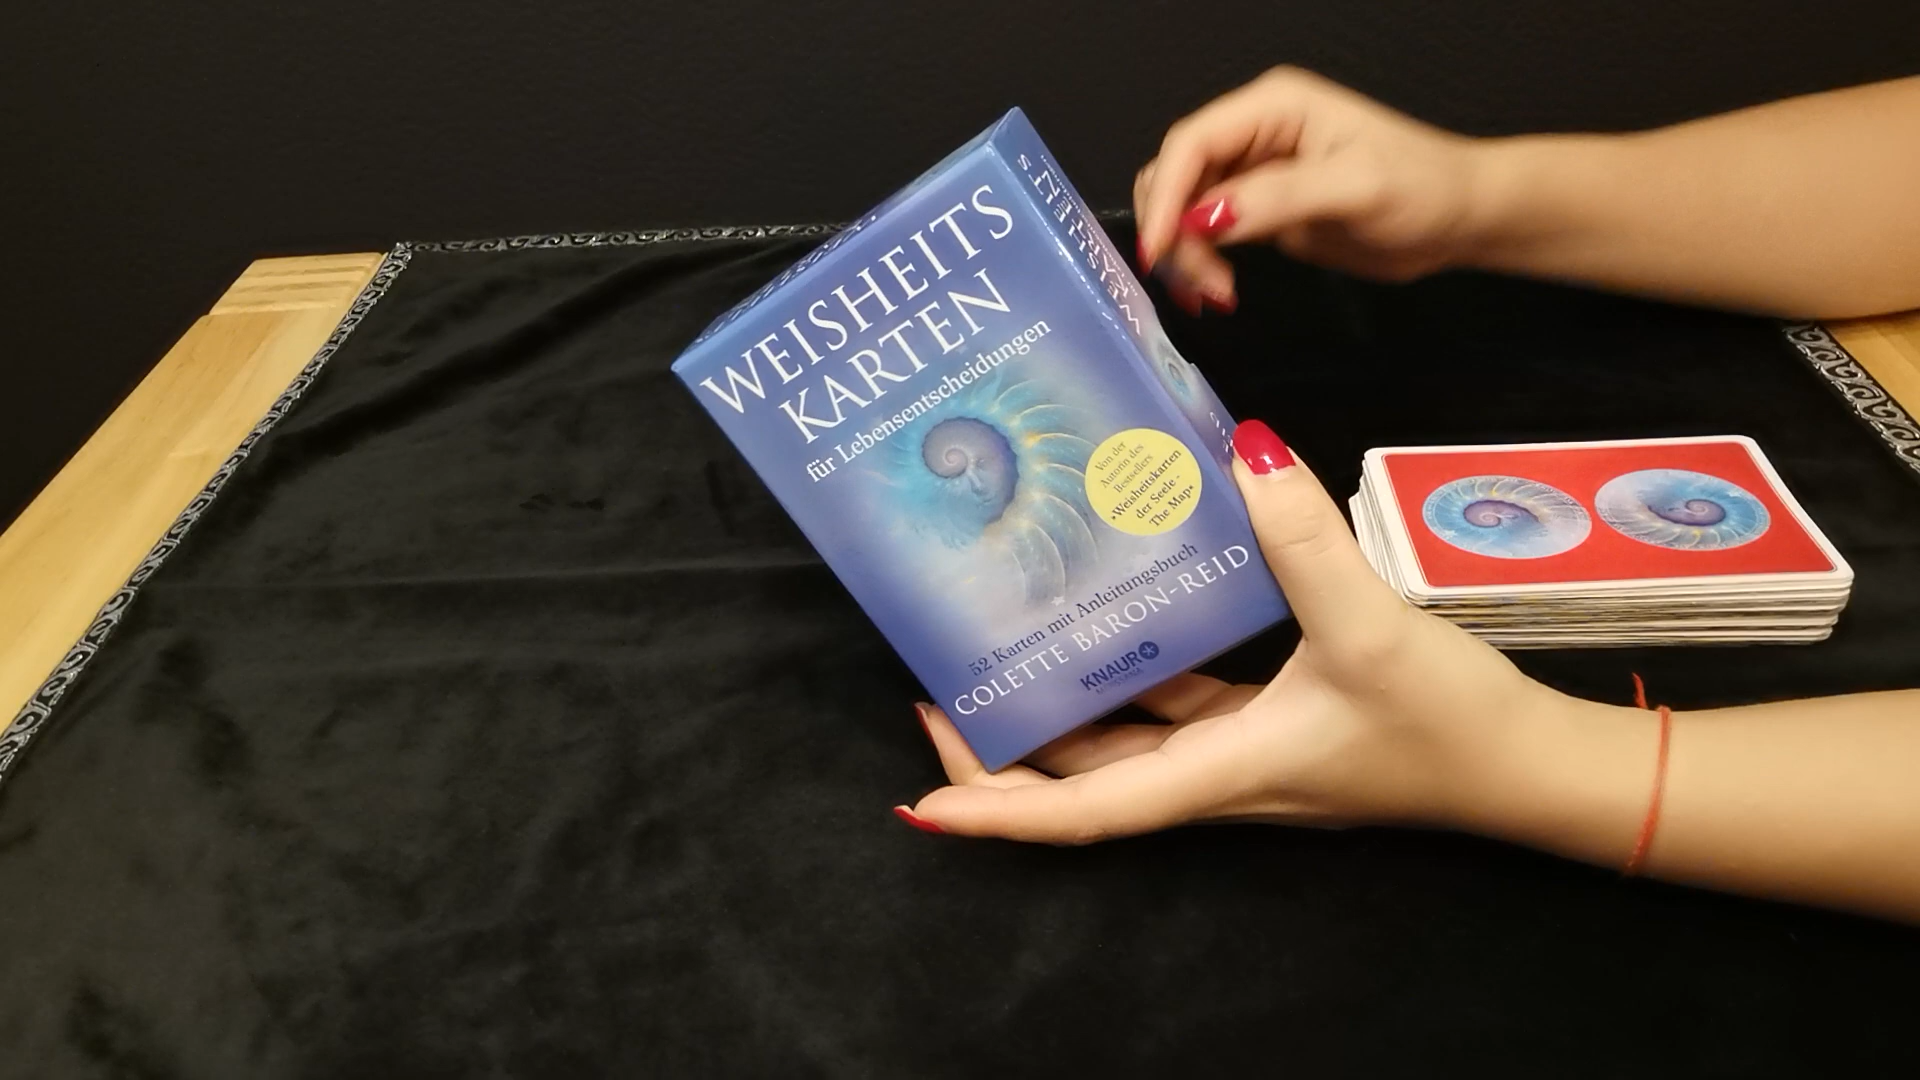 WEISHEITS
KARTEN
für Lebensentscheidungen
Von der
Autorin des
Bestsellers
»Weisheitskarten
der Seele -
The Map«
52 Karten mit Anleitungsbuch
COLETTE BARON-REID
KNAUR